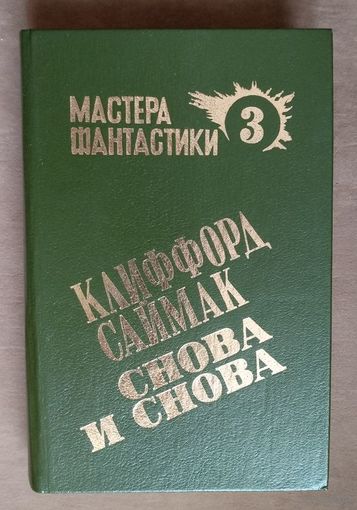 МАСТЕРА
ФАНТАСТИКИ
3
КЛИФФОРД
САЙМАК
СНОВА
И СНОВА